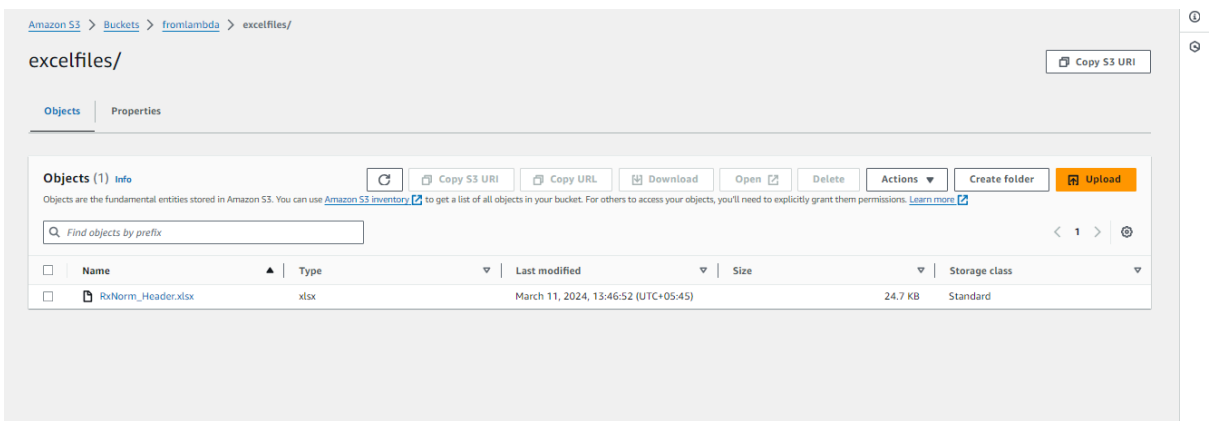 Amazon S3 > Buckets > fromlambda > excelfiles/
excelfiles/
Copy S3 URI
Objects Properties
Objects (1) Info
Copy S3 URI Copy URL Download Open Delete Actions Create folder Upload
Objects are the fundamental entities stored in Amazon S3. You can use Amazon S3 inventory to get a list of all objects in your bucket. For others to access your objects, you'll need to explicitly grant them permissions. Learn more
Find objects by prefix
< 1 >
Name Type Last modified Size Storage class
RxNorm_Header.xlsx xlsx March 11, 2024, 13:46:52 (UTC+05:45) 24.7 KB Standard